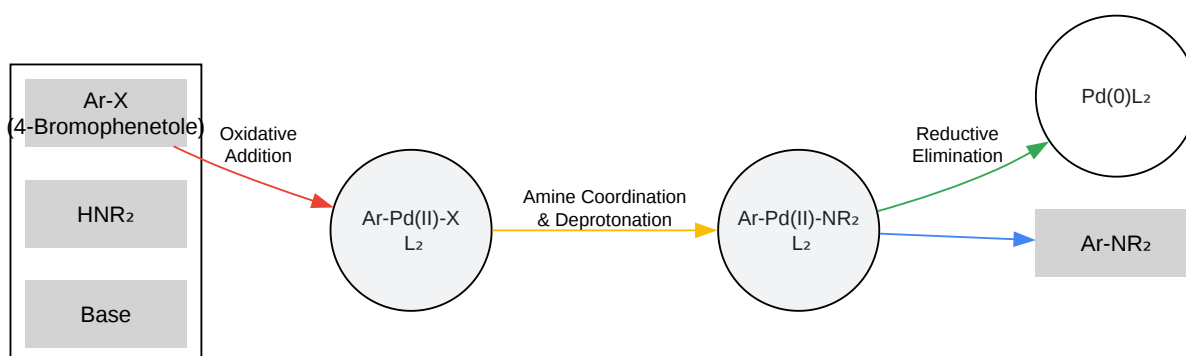 Ar-X
(4-Bromophenetole)
HNR₂
Base
Oxidative
Addition
Ar-Pd(II)-X
L₂
Amine Coordination
& Deprotonation
Ar-Pd(II)-NR₂
L₂
Reductive
Elimination
Pd(0)L₂
Ar-NR₂